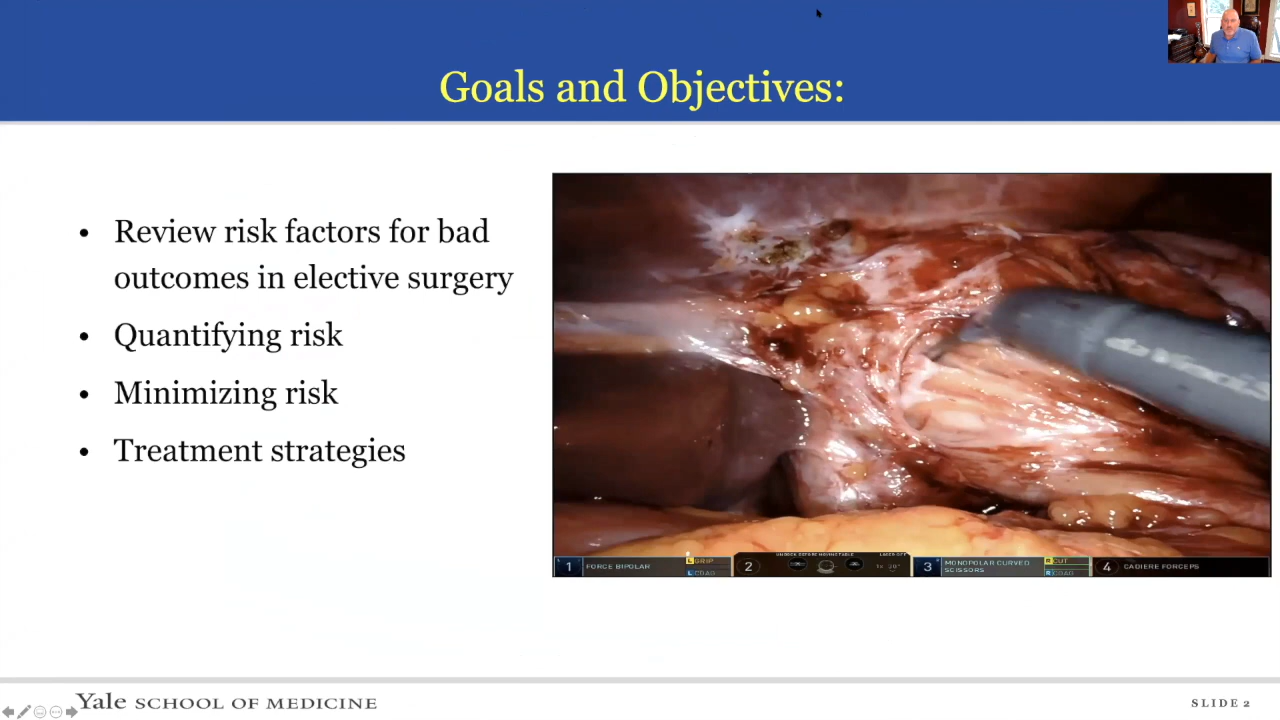 Goals and Objectives:
• Review risk factors for bad
outcomes in elective surgery
• Quantifying risk
• Minimizing risk
• Treatment strategies
1 FORCE BIPOLAR
2
3 MONOPOLAR CURVED
SCISSORS
4 CADIERE FORCEPS
Yale SCHOOL OF MEDICINE
SLIDE 2